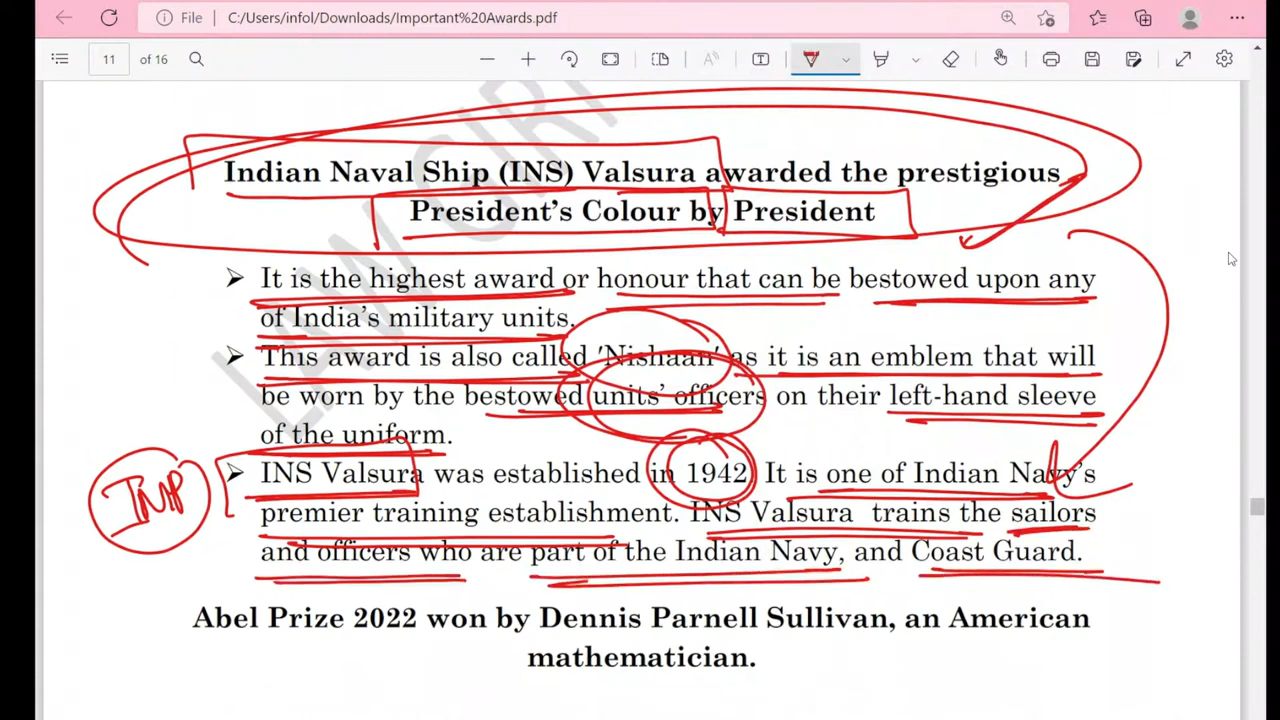 File C:/Users/infol/Downloads/Important%20Awards.pdf
11 of 16
LAW GIRI
Indian Naval Ship (INS) Valsura awarded the prestigious
President's Colour by President
➢ It is the highest award or honour that can be bestowed upon any
of India's military units.
➢ This award is also called 'Nishaan' as it is an emblem that will
be worn by the bestowed units' officers on their left-hand sleeve
of the uniform.
IMP
➢ INS Valsura was established in 1942. It is one of Indian Navy's
premier training establishment. INS Valsura trains the sailors
and officers who are part of the Indian Navy, and Coast Guard.
Abel Prize 2022 won by Dennis Parnell Sullivan, an American
mathematician.